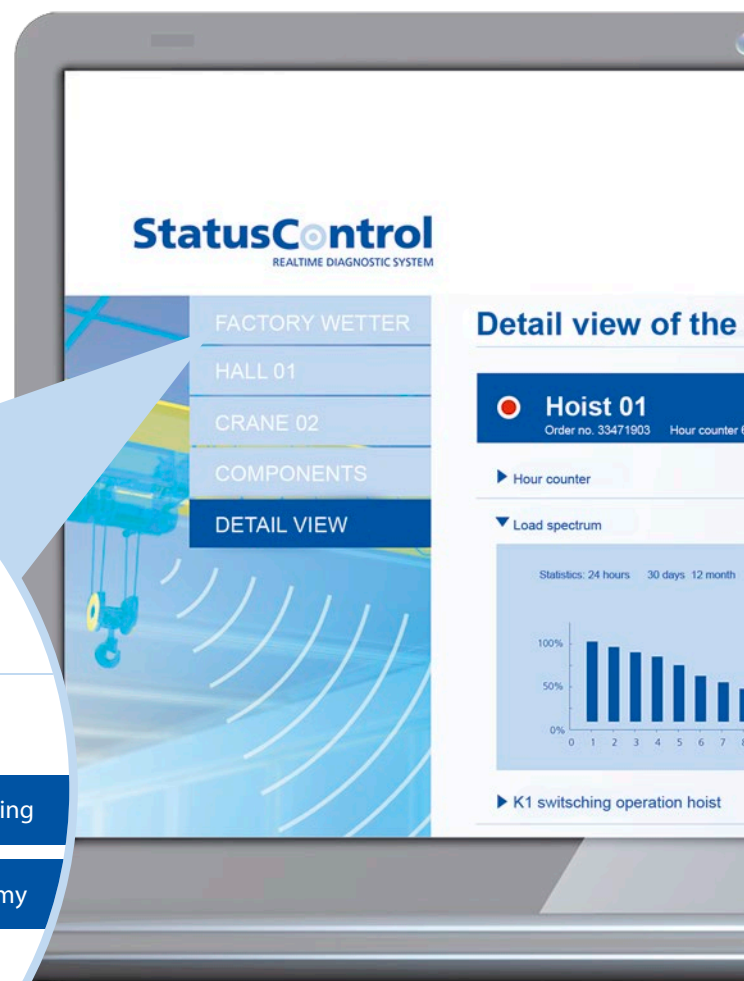 StatusControl
REALTIME DIAGNOSTIC SYSTEM
FACTORY WETTER
HALL 01
CRANE 02
COMPONENTS
DETAIL VIEW
Detail view of the
Hoist 01
Order no. 33471903 Hour counter
Hour counter
Load spectrum
Statistics: 24 hours 30 days 12 month
100%
50%
0%
0 1 2 3 4 5 6 7
K1 switsching operation hoist
ing
my